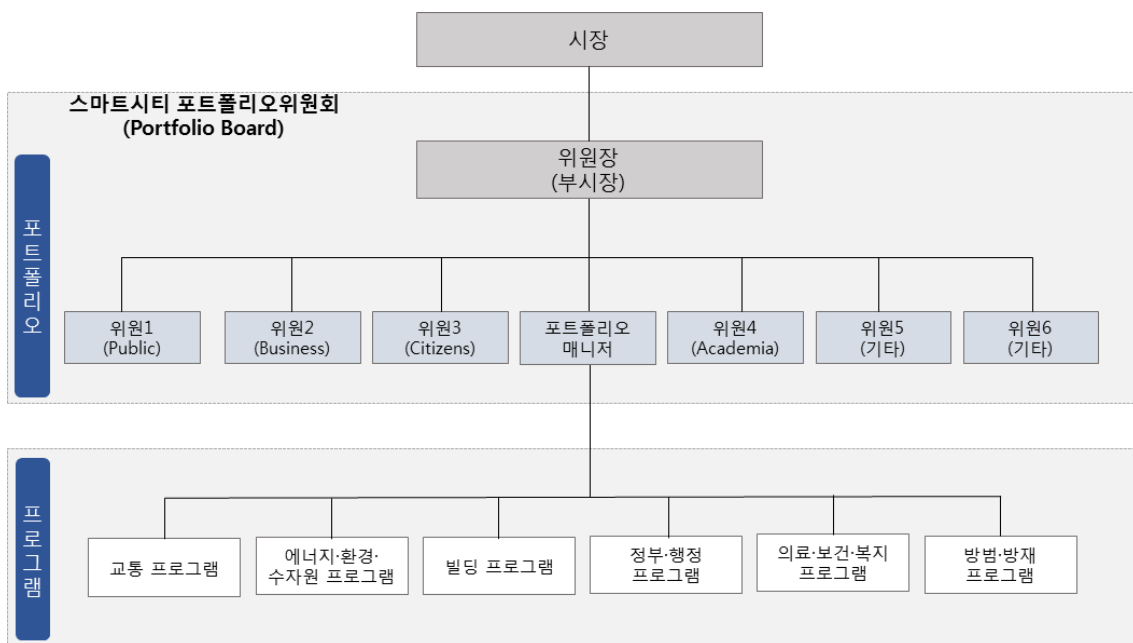 시장
스마트시티 포트폴리오위원회
(Portfolio Board)
위원장
(부시장)
포트폴리오
위원1
(Public)
위원2
(Business)
위원3
(Citizens)
포트폴리오
매니저
위원4
(Academia)
위원5
(기타)
위원6
(기타)
프로그램
교통 프로그램
에너지·환경·
수자원 프로그램
빌딩 프로그램
정부·행정
프로그램
의료·보건·복지
프로그램
방범·방재
프로그램